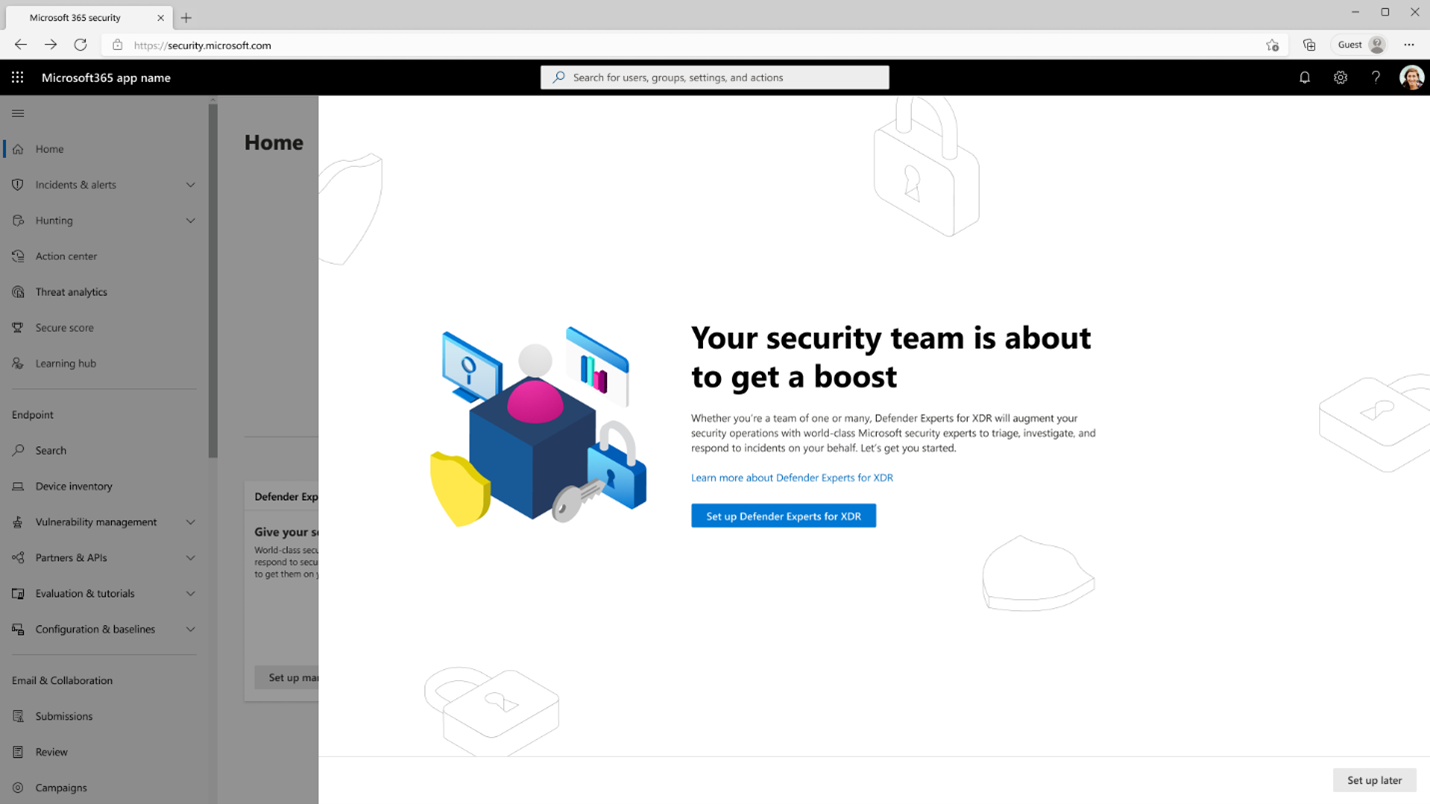 Microsoft 365 security
https://security.microsoft.com
Guest
Microsoft365 app name
Search for users, groups, settings, and actions
Home
Incidents & alerts
Hunting
Action center
Threat analytics
Secure score
Learning hub
Endpoint
Search
Device inventory
Vulnerability management
Partners & APIs
Evaluation & tutorials
Configuration & baselines
Email & Collaboration
Submissions
Review
Campaigns
Home
Defender Exp
Give your s
World-class secu
respond to secu
to get them on y
Set up ma
Your security team is about
to get a boost
Whether you're a team of one or many, Defender Experts for XDR will augment your
security operations with world-class Microsoft security experts to triage, investigate, and
respond to incidents on your behalf. Let's get you started.
Learn more about Defender Experts for XDR
Set up Defender Experts for XDR
Set up later